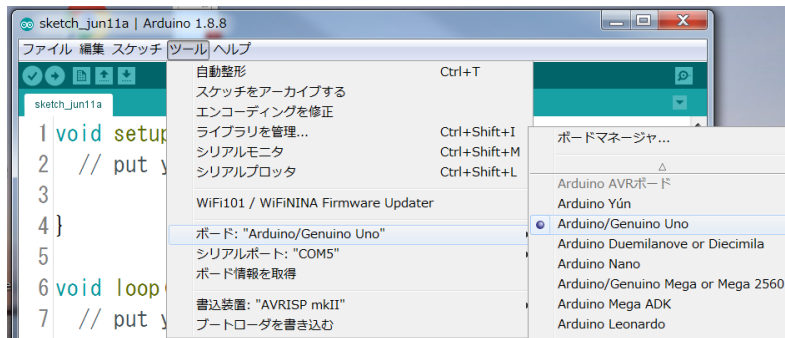 sketch_jun11a | Arduino 1.8.8
ファイル 編集 スケッチ ツール ヘルプ
sketch_jun11a
自動整形 Ctrl+T
スケッチをアーカイブする
エンコーディングを修正
ライブラリを管理... Ctrl+Shift+I
シリアルモニタ Ctrl+Shift+M
シリアルプロッタ Ctrl+Shift+L
WiFi101 / WiFiNINA Firmware Updater
ボード: "Arduino/Genuino Uno"
シリアルポート: "COM5"
ボード情報を取得
書込装置: "AVRISP mkII"
ブートローダを書き込む
ボードマネージャ...
Arduino AVRボード
Arduino Yún
Arduino/Genuino Uno
Arduino Duemilanove or Diecimila
Arduino Nano
Arduino/Genuino Mega or Mega 2560
Arduino Mega ADK
Arduino Leonardo
1 void setup
2 // put y
3
4 }
5
6 void loop
7 // put y